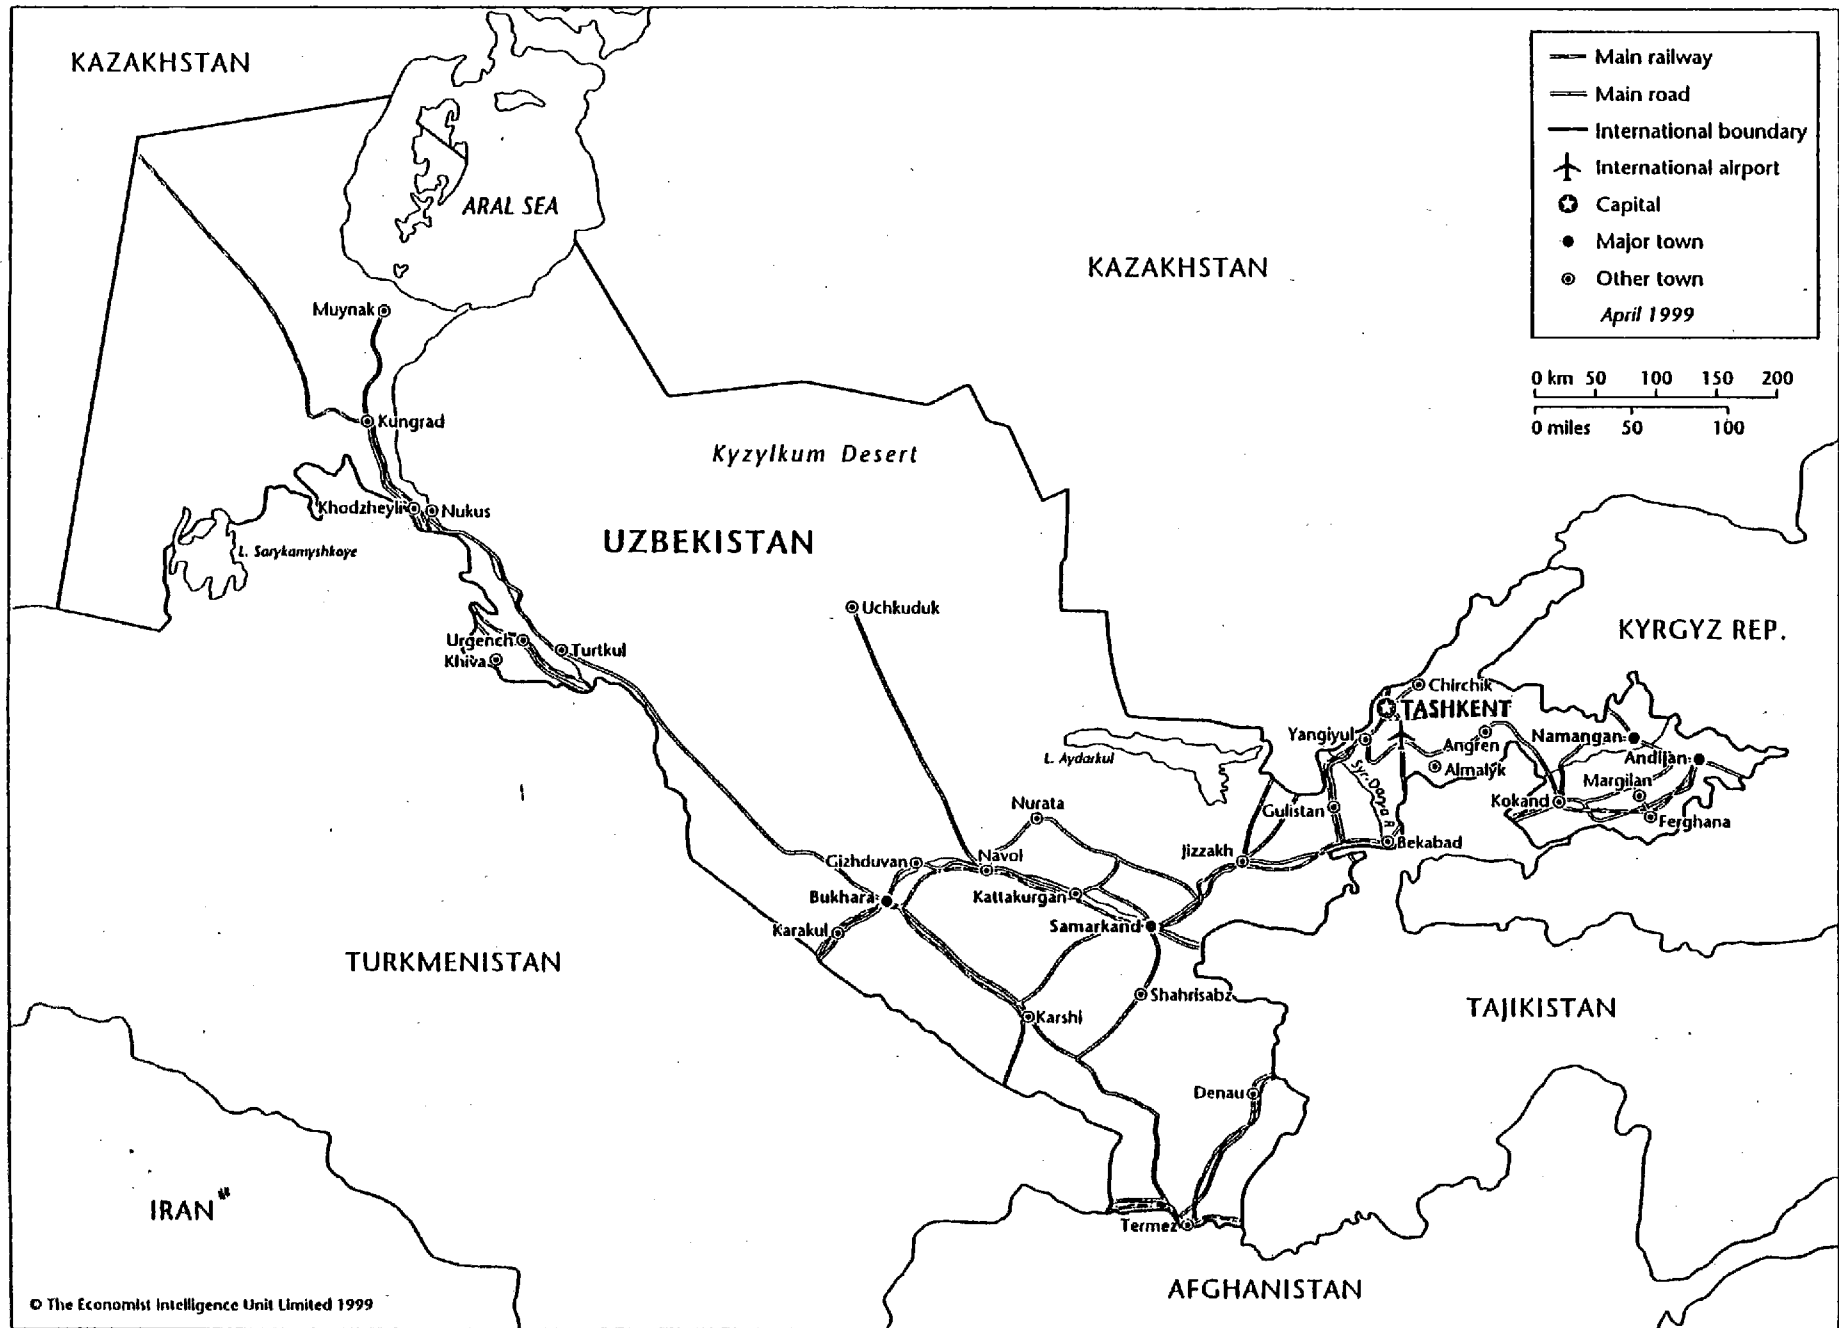 KAZAKHSTAN
Main railway
Main road
International boundary
International airport
Capital
Major town
Other town
April 1999
ARAL SEA
KAZAKHSTAN
Muynak
0 km 50 100 150 200
0 miles 50 100
Kungrad
Kyzylkum Desert
Khodzheyli
Nukus
UZBEKISTAN
L. Sarykamyshkoye
Uchkuduk
KYRGYZ REP.
Urgench
Turtkul
Khiva
Chirchik
TASHKENT
Yangiyul
Angren
Namangan
Andijan
L. Aydarkul
Almalyk
Margilan
Syr-Darya R.
Nurata
Gulistan
Kokand
Ferghana
Bekabad
Jizzakh
Gizhduvan
Navoi
Bukhara
Kattakurgan
Samarkand
Karakul
TURKMENISTAN
Shahrisabz
TAJIKISTAN
Karshi
Denau
IRAN
Termez
AFGHANISTAN
© The Economist Intelligence Unit Limited 1999